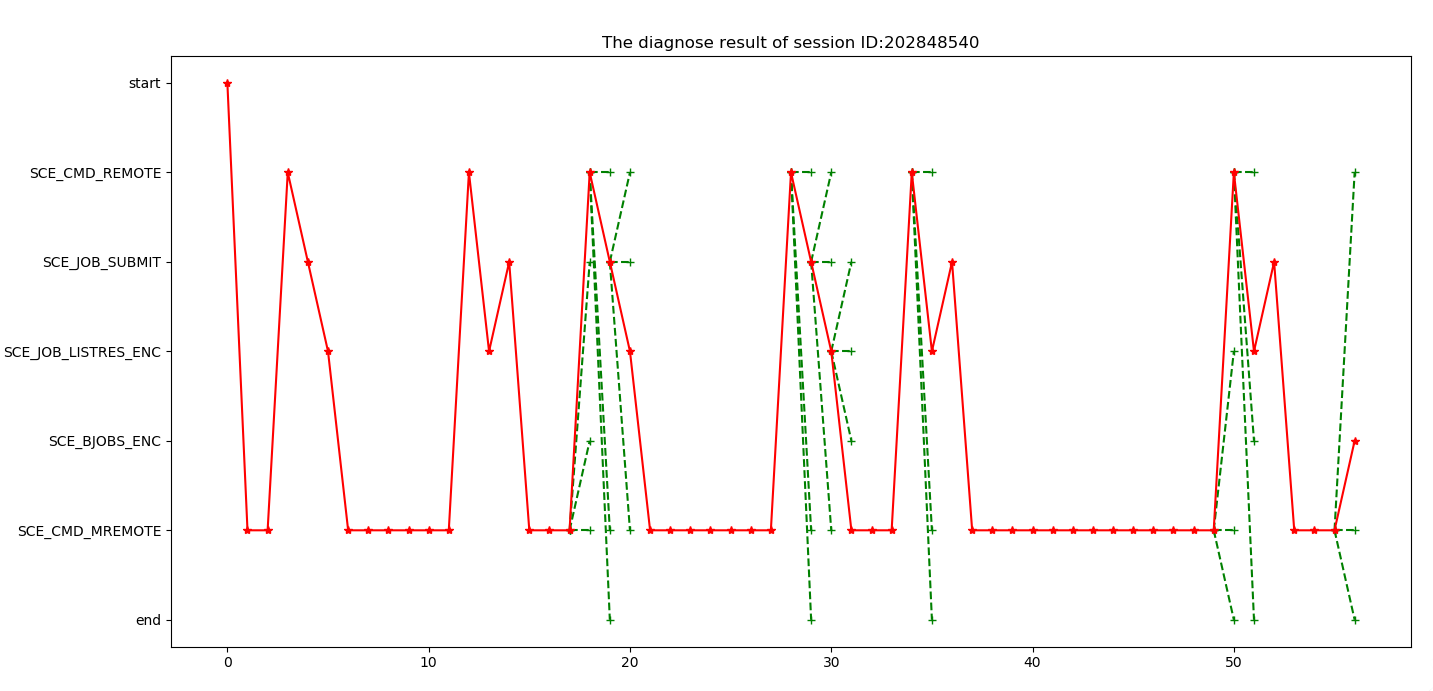 The diagnose result of session ID:202848540
start
SCE_CMD_REMOTE
SCE_JOB_SUBMIT
SCE_JOB_LISTRES_ENC
SCE_BJOBS_ENC
SCE_CMD_MREMOTE
end
0 10 20 30 40 50